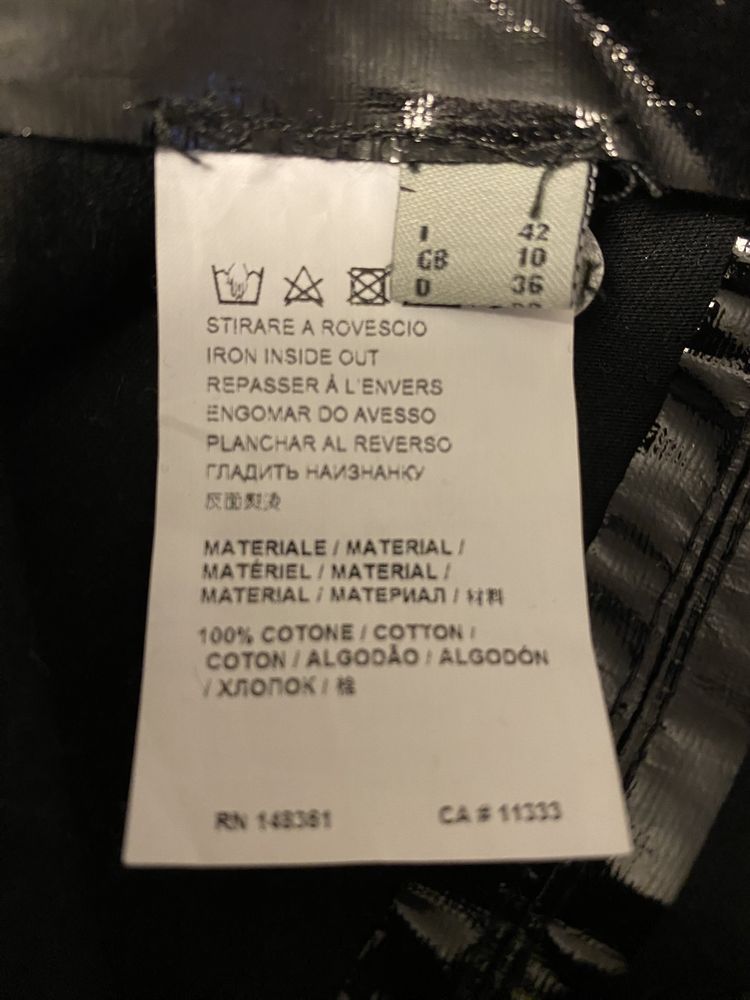 I 42
GB 10
D 36
STIRARE A ROVESCIO
IRON INSIDE OUT
REPASSER À L'ENVERS
ENGOMAR DO AVESSO
PLANCHAR AL REVERSO
ГЛАДИТЬ НАИЗНАНКУ
反面熨烫
MATERIALE / MATERIAL /
MATÉRIEL / MATERIAL /
MATERIAL / МАТЕРИАЛ / 材料
100% COTONE / COTTON /
COTON / ALGODÃO / ALGODÓN
/ ХЛОПОК / 棉
RN 148361 CA # 11333